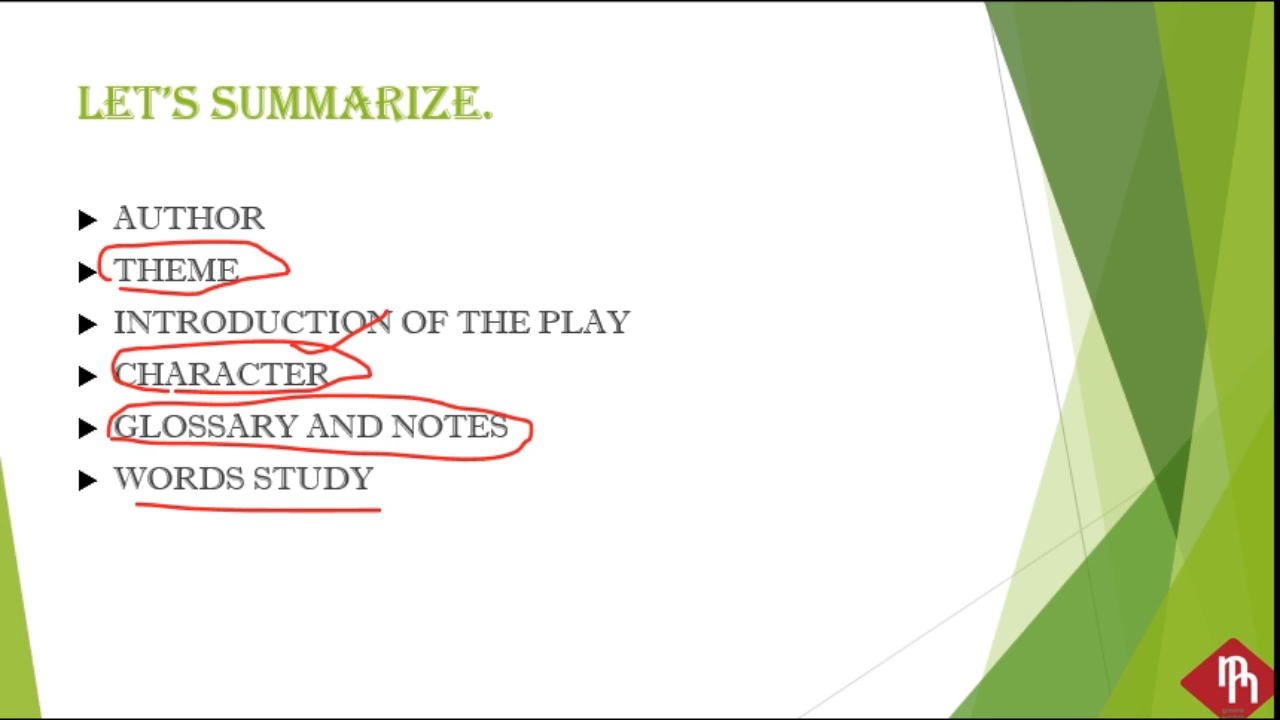 LET'S SUMMARIZE.
AUTHOR
THEME
INTRODUCTION OF THE PLAY
CHARACTER
GLOSSARY AND NOTES
WORDS STUDY